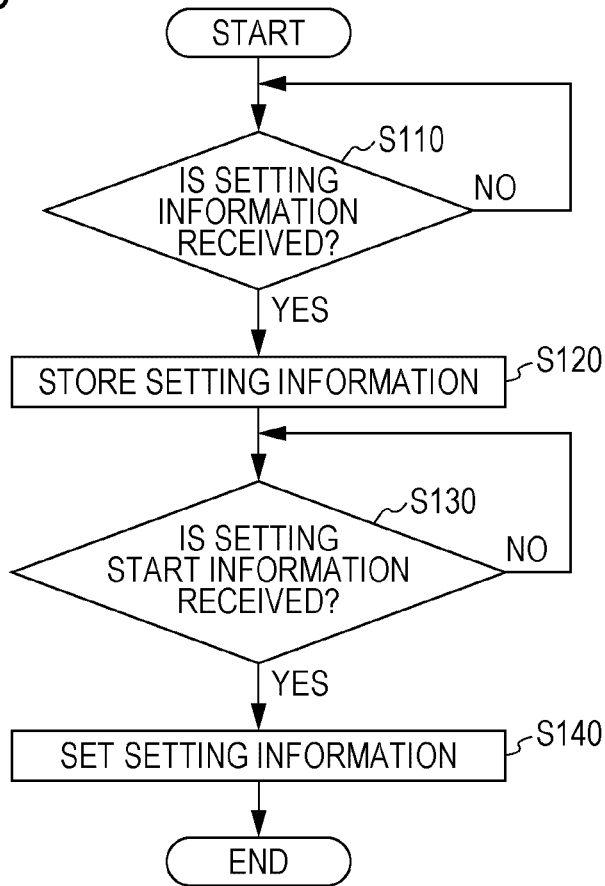 START
S110
IS SETTING
INFORMATION
RECEIVED?
NO
YES
STORE SETTING INFORMATION
S120
S130
IS SETTING
START INFORMATION
RECEIVED?
NO
YES
SET SETTING INFORMATION
S140
END